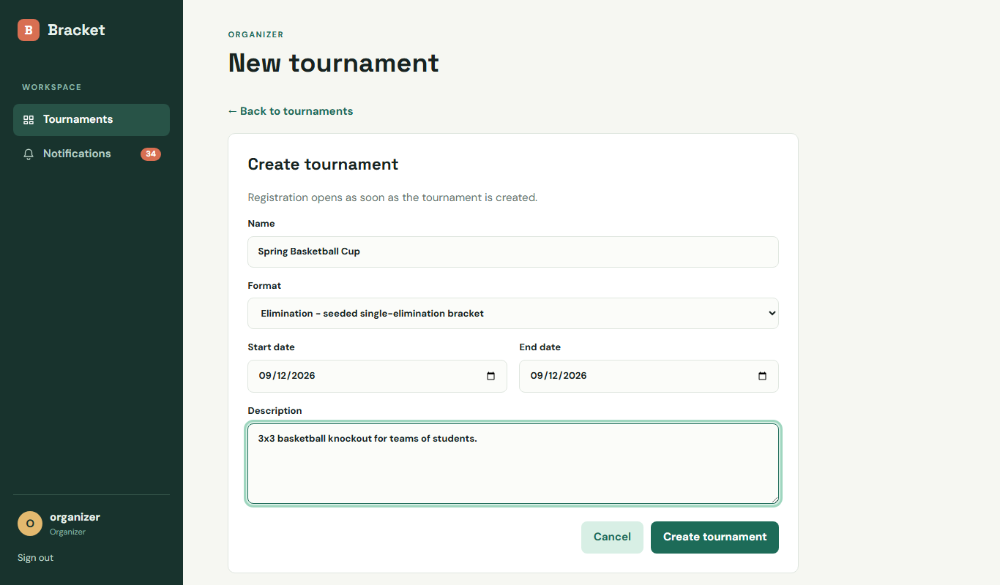 B Bracket
WORKSPACE
Tournaments
Notifications 34
organizer
O
Organizer
Sign out
ORGANIZER
New tournament
← Back to tournaments
Create tournament
Registration opens as soon as the tournament is created.
Name
Spring Basketball Cup
Format
Elimination – seeded single-elimination bracket
Start date End date
09/12/2026 09/12/2026
Description
3x3 basketball knockout for teams of students.
Cancel Create tournament